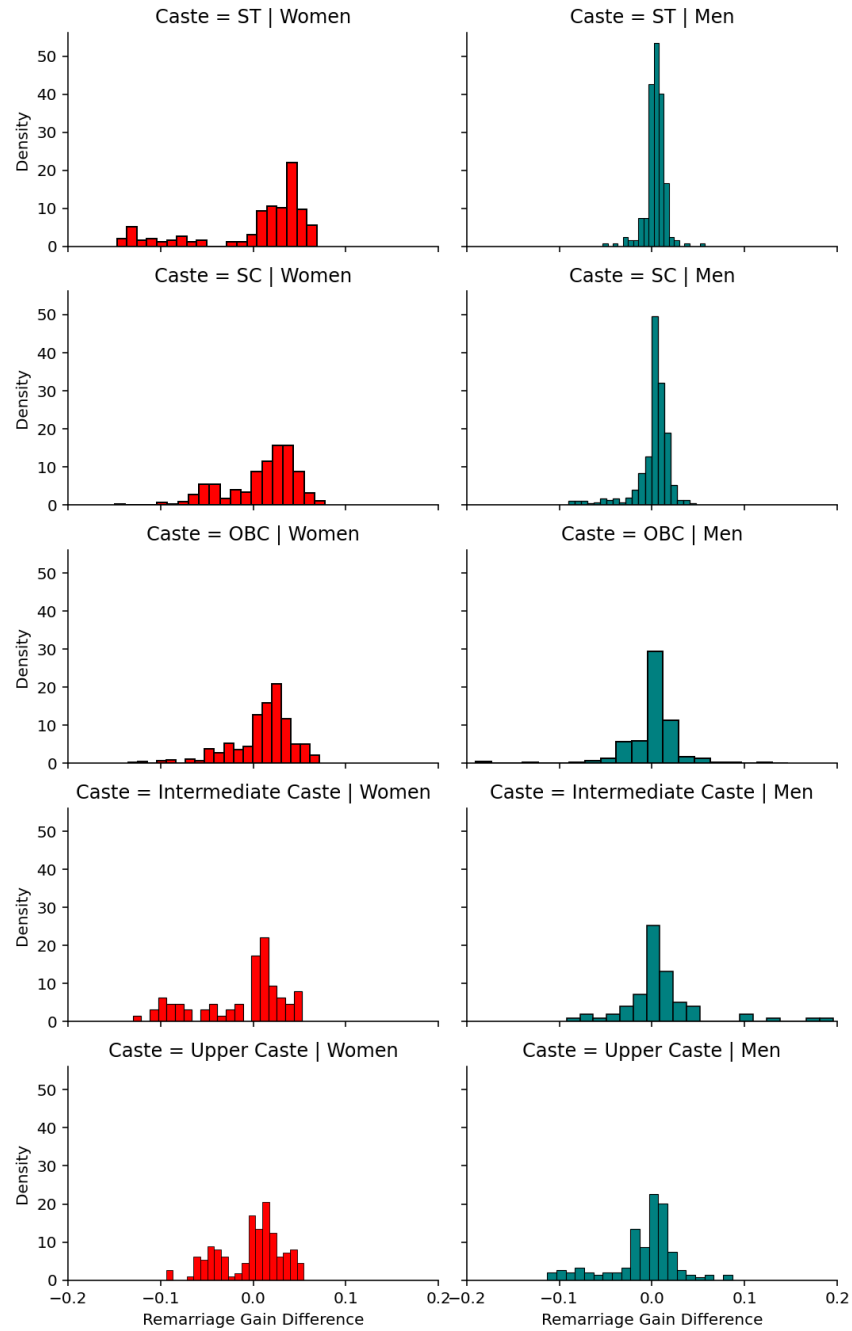 Caste = ST | Women
Caste = ST | Men
50
40
30
20
10
0
Density
Caste = SC | Women
Caste = SC | Men
50
40
30
20
10
0
Density
Caste = OBC | Women
Caste = OBC | Men
50
40
30
20
10
0
Density
Caste = Intermediate Caste | Women
Caste = Intermediate Caste | Men
50
40
30
20
10
0
Density
Caste = Upper Caste | Women
Caste = Upper Caste | Men
50
40
30
20
10
0
Density
−0.2 −0.1 0.0 0.1 0.2
−0.2 −0.1 0.0 0.1 0.2
Remarriage Gain Difference
Remarriage Gain Difference